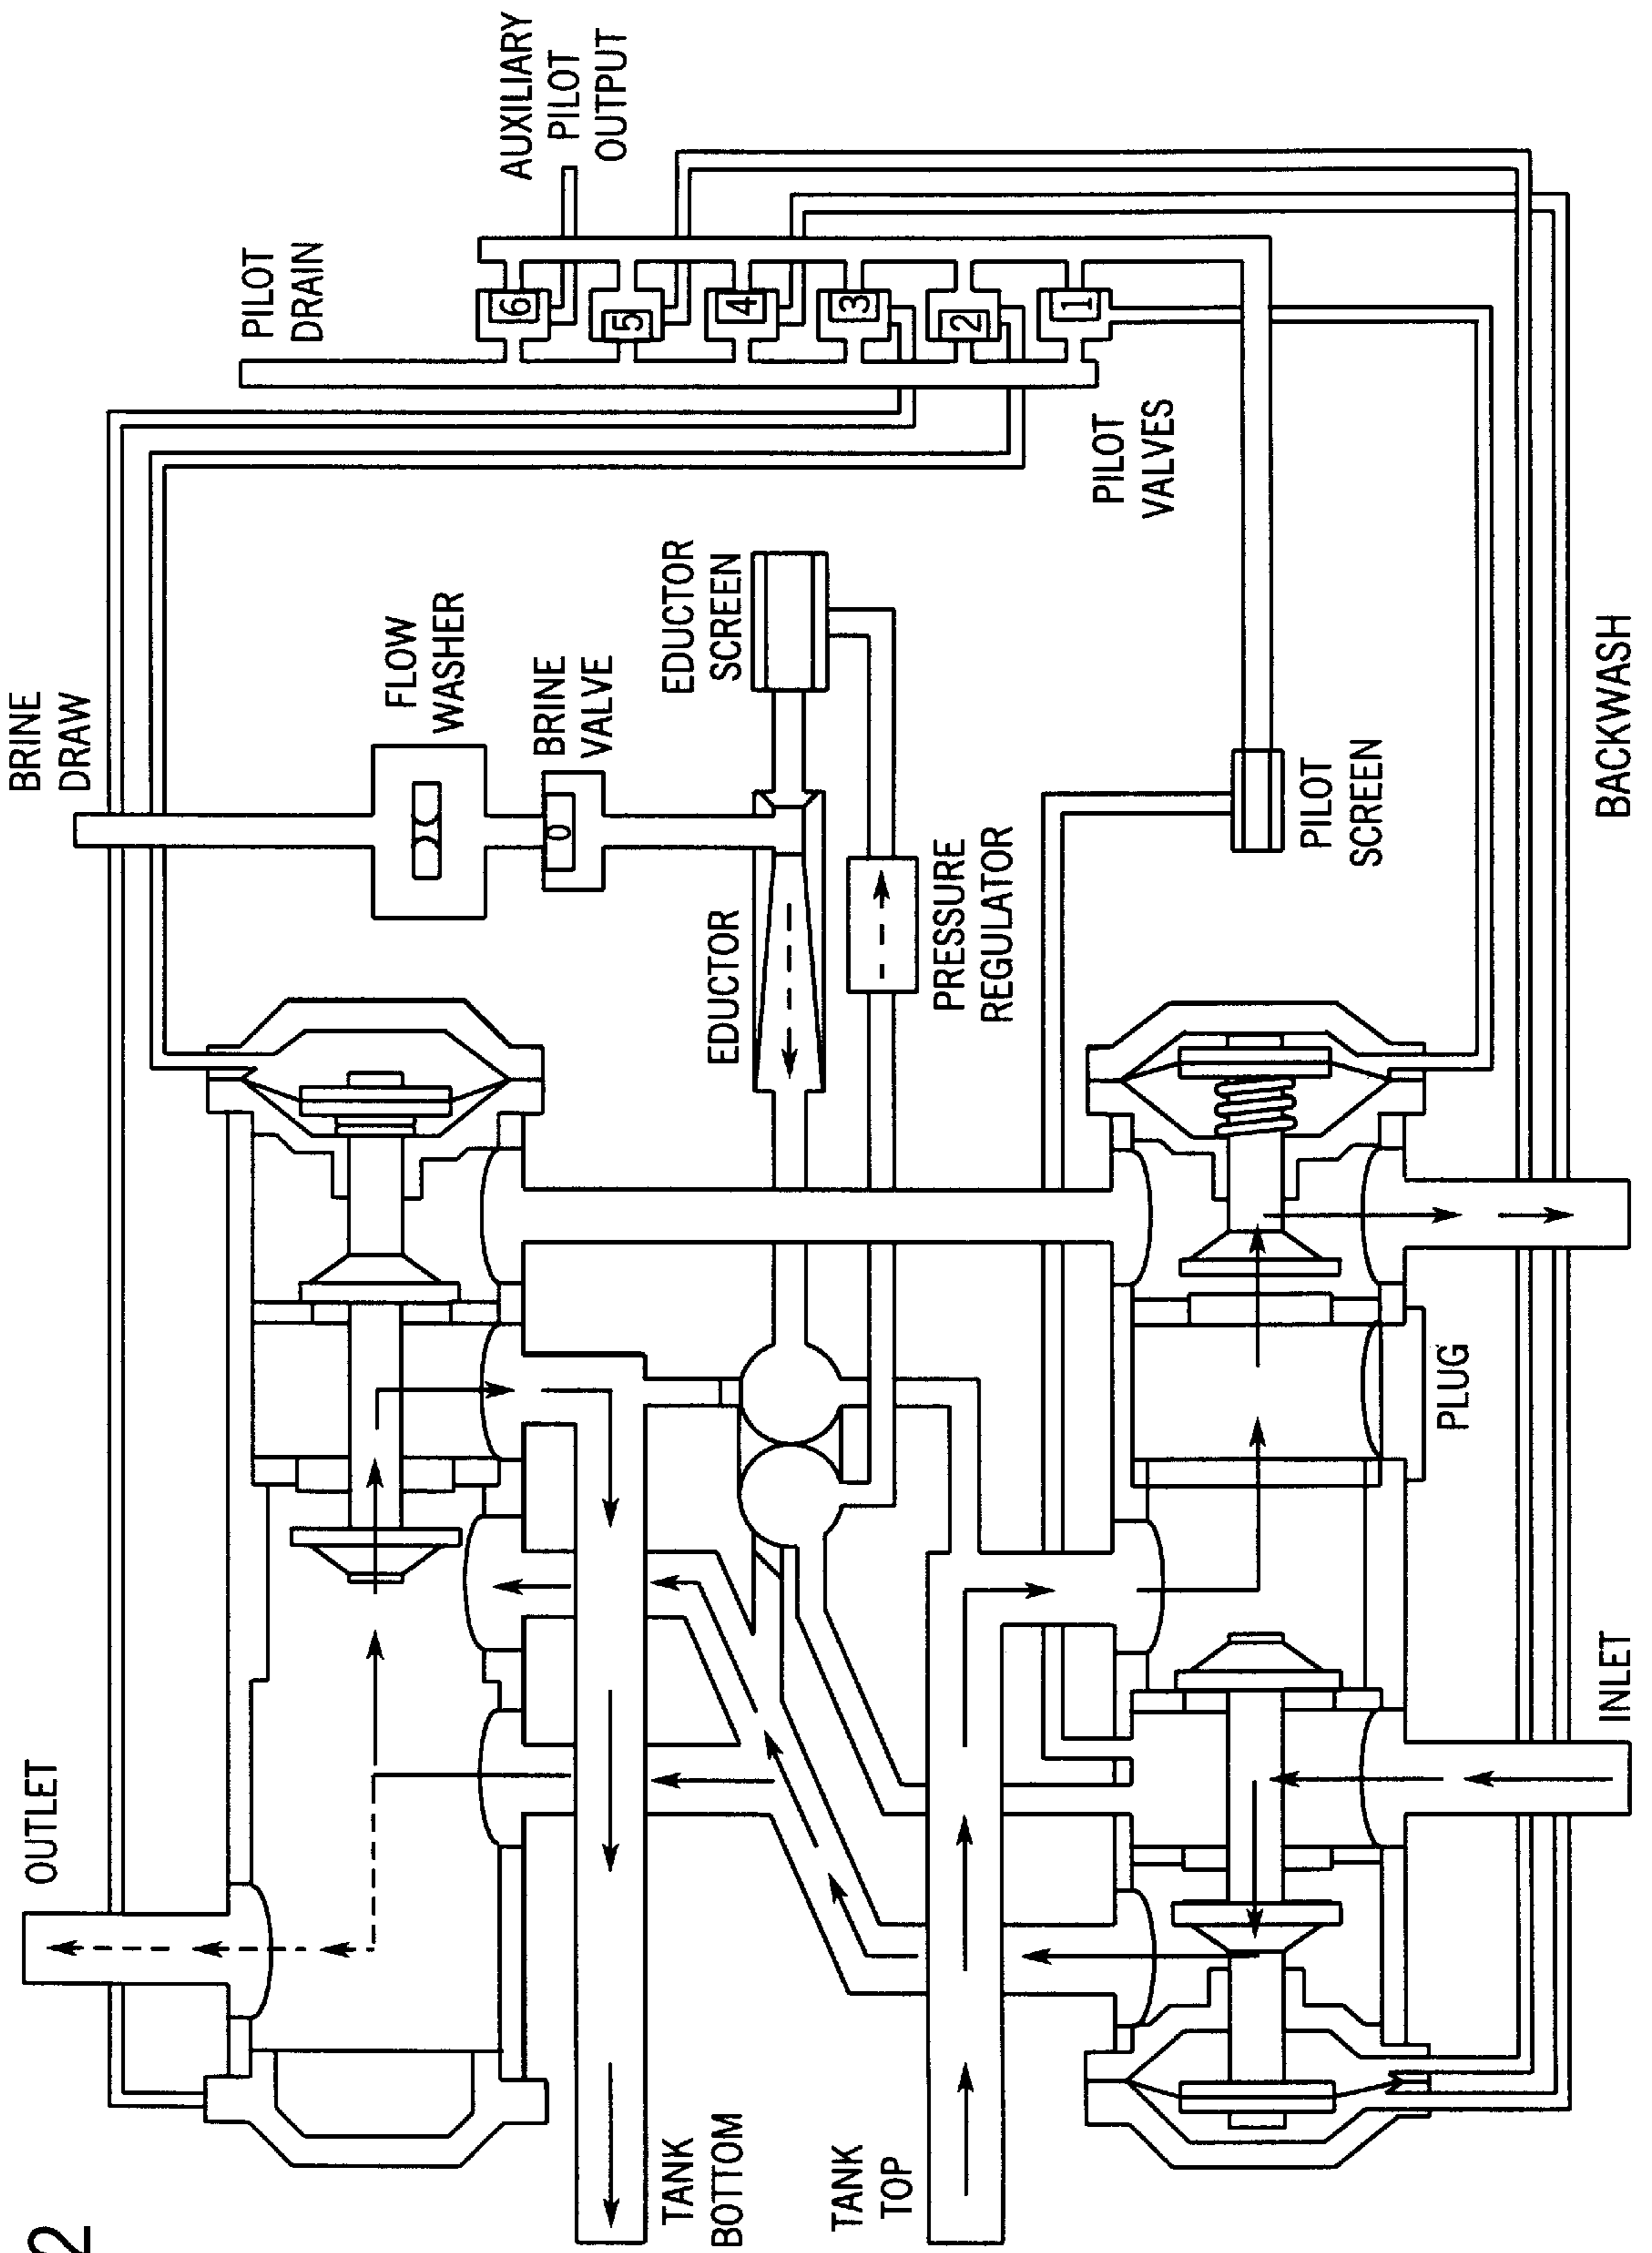 2
OUTLET
BRINE
DRAW
FLOW
WASHER
BRINE
VALVE
EDUCTOR
SCREEN
PILOT
DRAIN
AUXILIARY
PILOT
OUTPUT
6
5
4
3
2
1
0
PILOT
VALVES
EDUCTOR
PRESSURE
REGULATOR
TANK
BOTTOM
TANK
TOP
PILOT
SCREEN
PLUG
INLET
BACKWASH